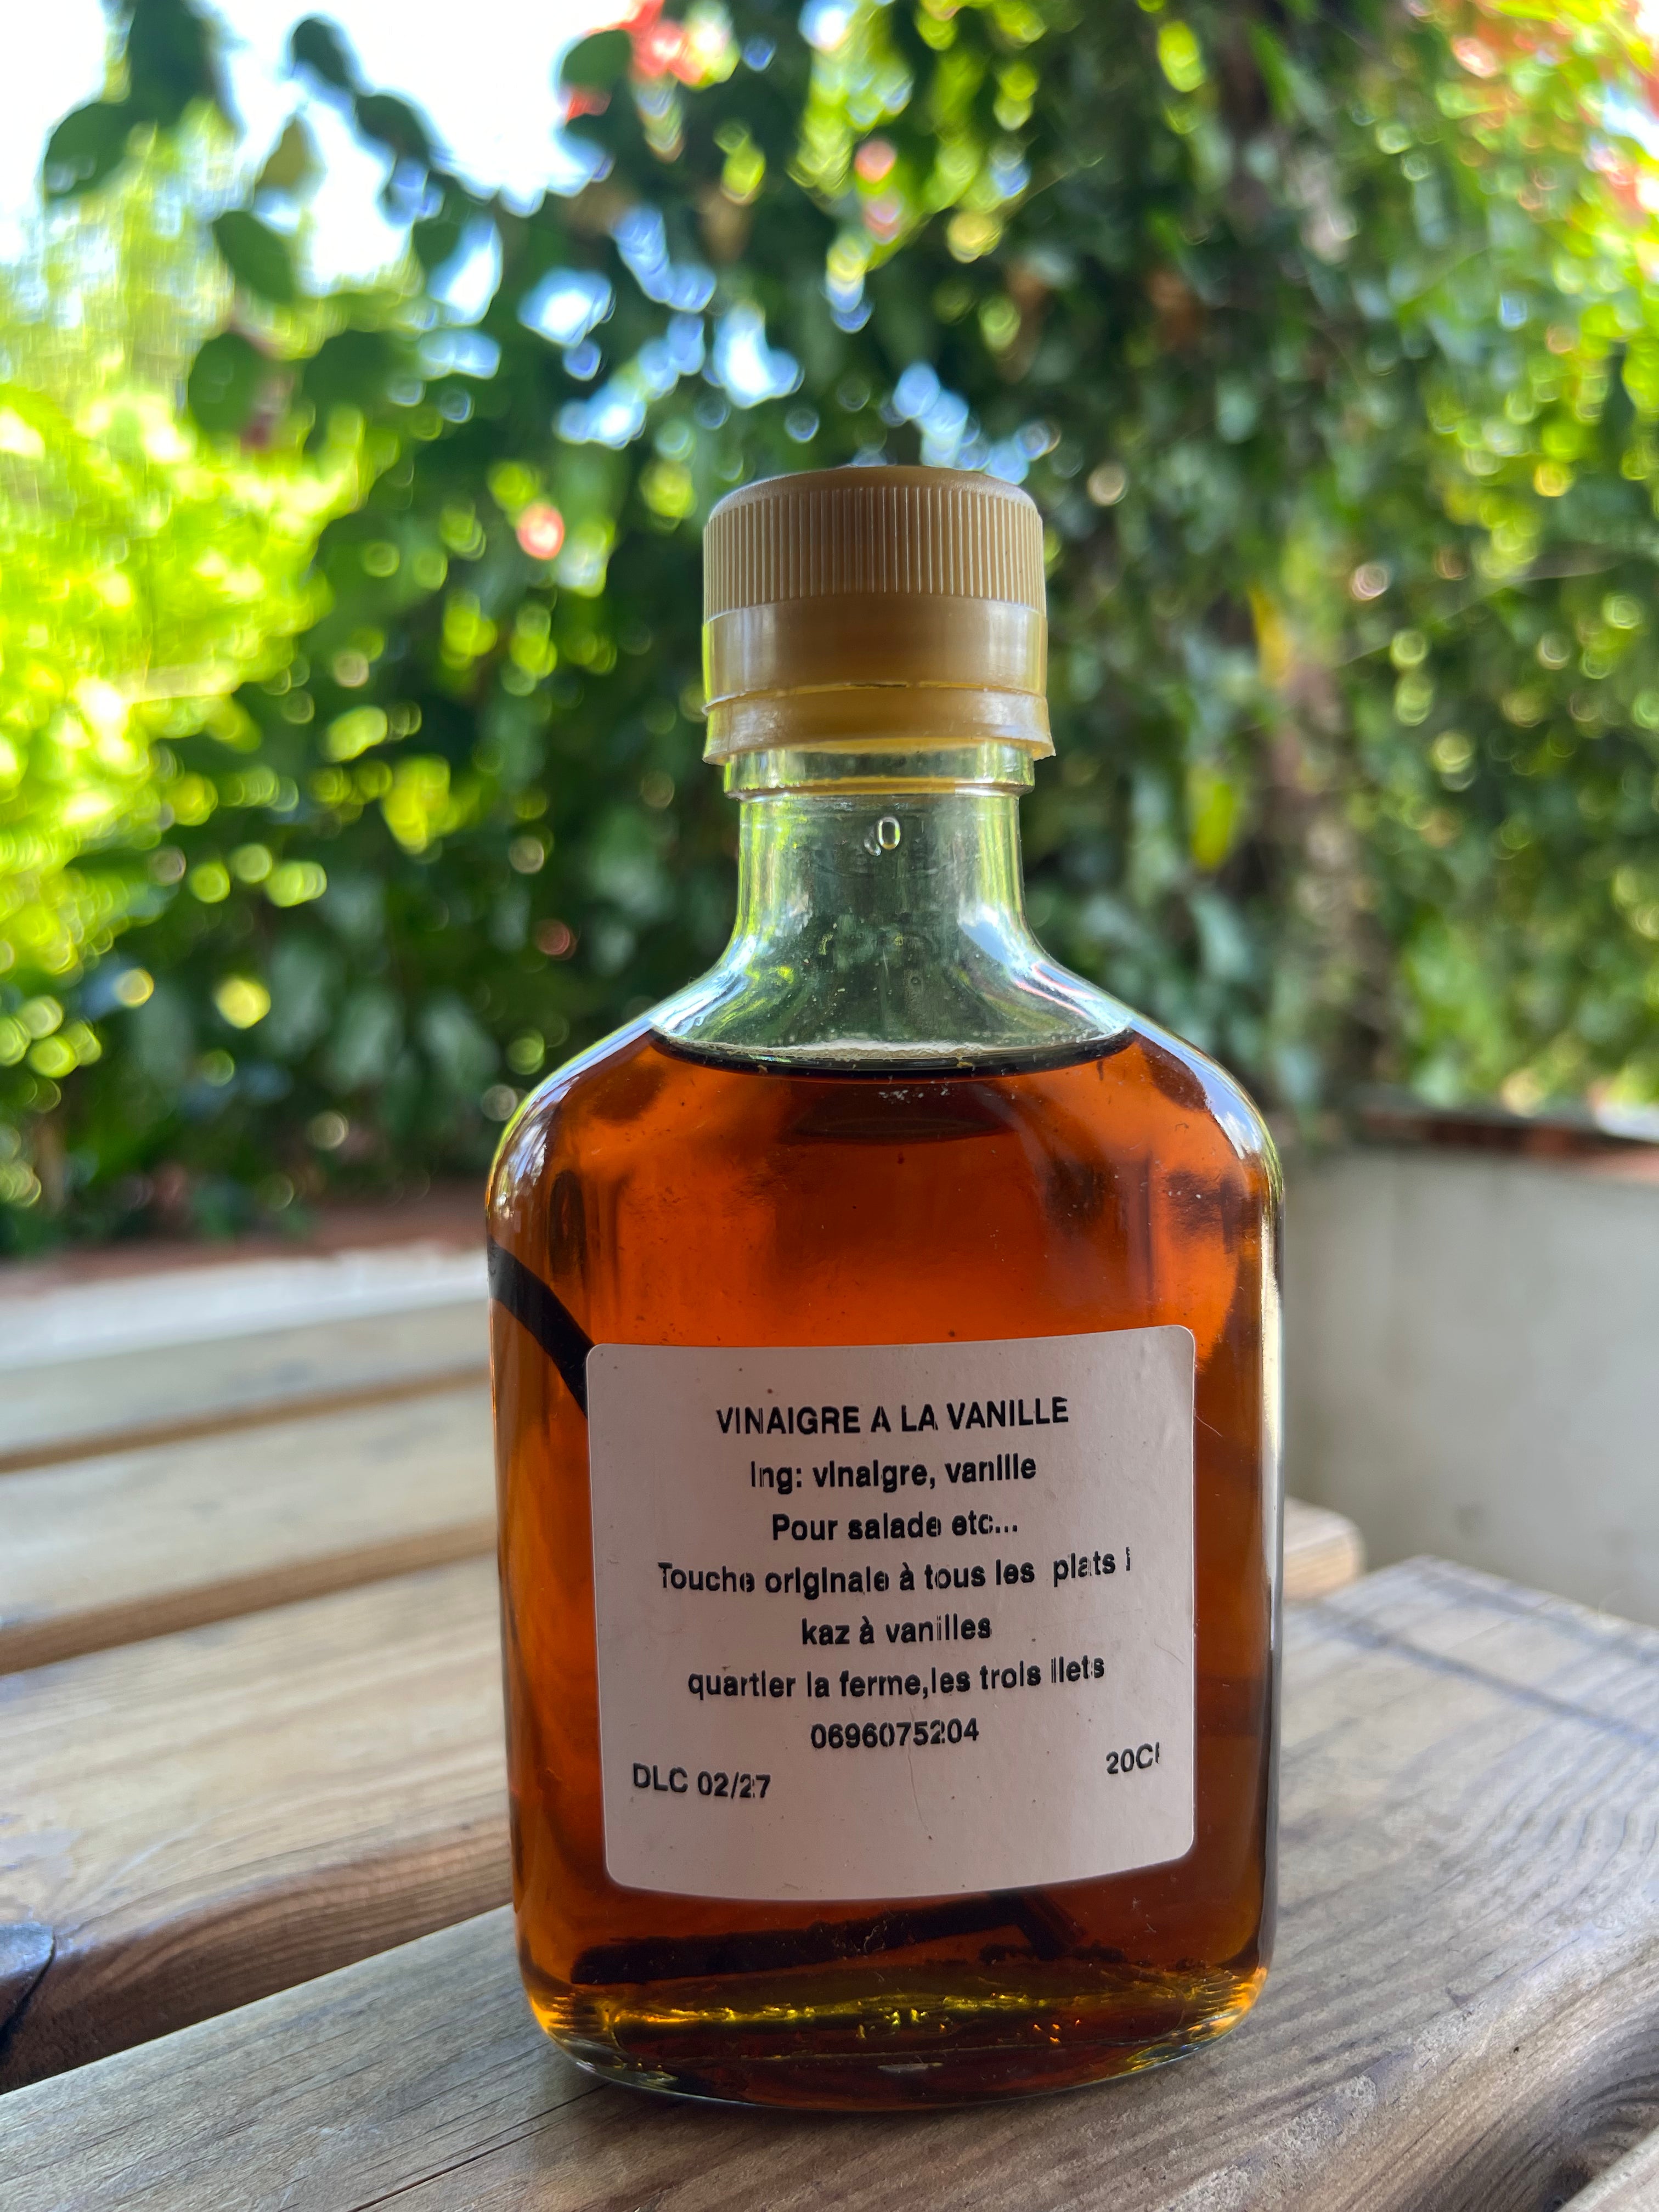 VINAIGRE A LA VANILLE
Ing: vinaigre, vanille
Pour salade etc...
Touche originale à tous les plats !
kaz à vanilles
quartier la ferme,les trois ilets
0696075204
DLC 02/27
20Cl